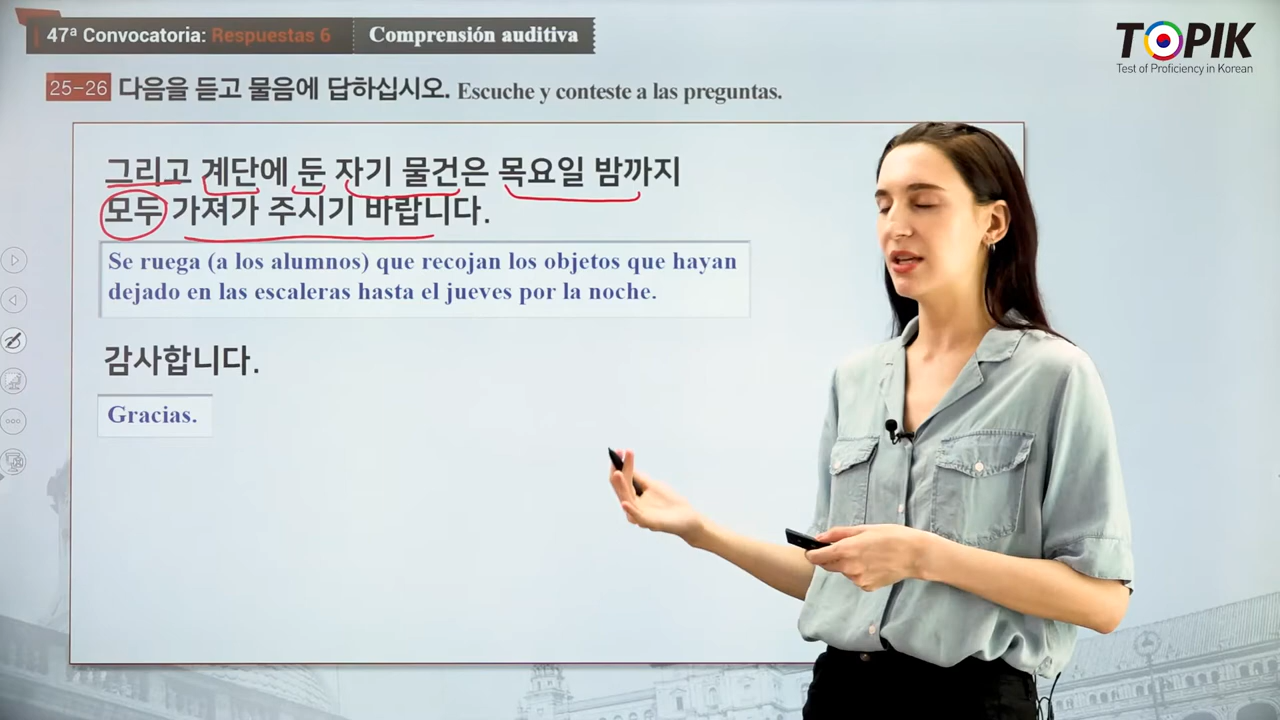 47ª Convocatoria: Respuestas 6 Comprensión auditiva
TOPIK
Test of Proficiency in Korean
25-26 다음을 듣고 물음에 답하십시오. Escuche y conteste a las preguntas.
그리고 계단에 둔 자기 물건은 목요일 밤까지
모두 가져가 주시기 바랍니다.
Se ruega (a los alumnos) que recojan los objetos que hayan
dejado en las escaleras hasta el jueves por la noche.
감사합니다.
Gracias.